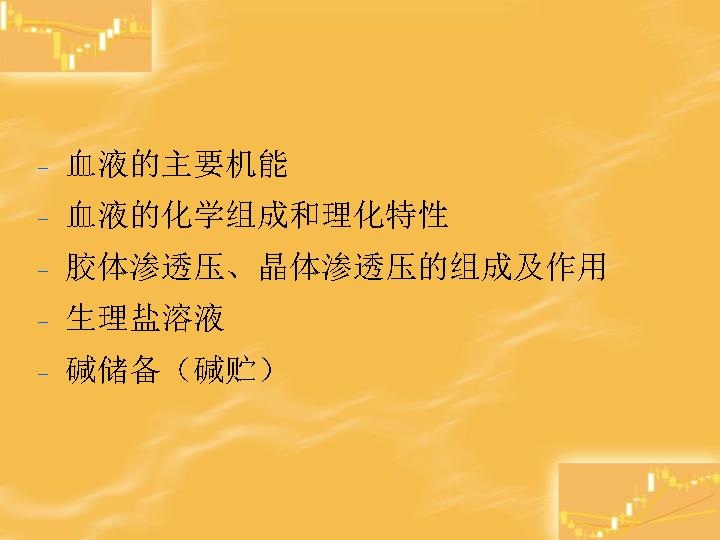 – 血液的主要机能
– 血液的化学组成和理化特性
– 胶体渗透压、晶体渗透压的组成及作用
– 生理盐溶液
– 碱储备（碱贮）